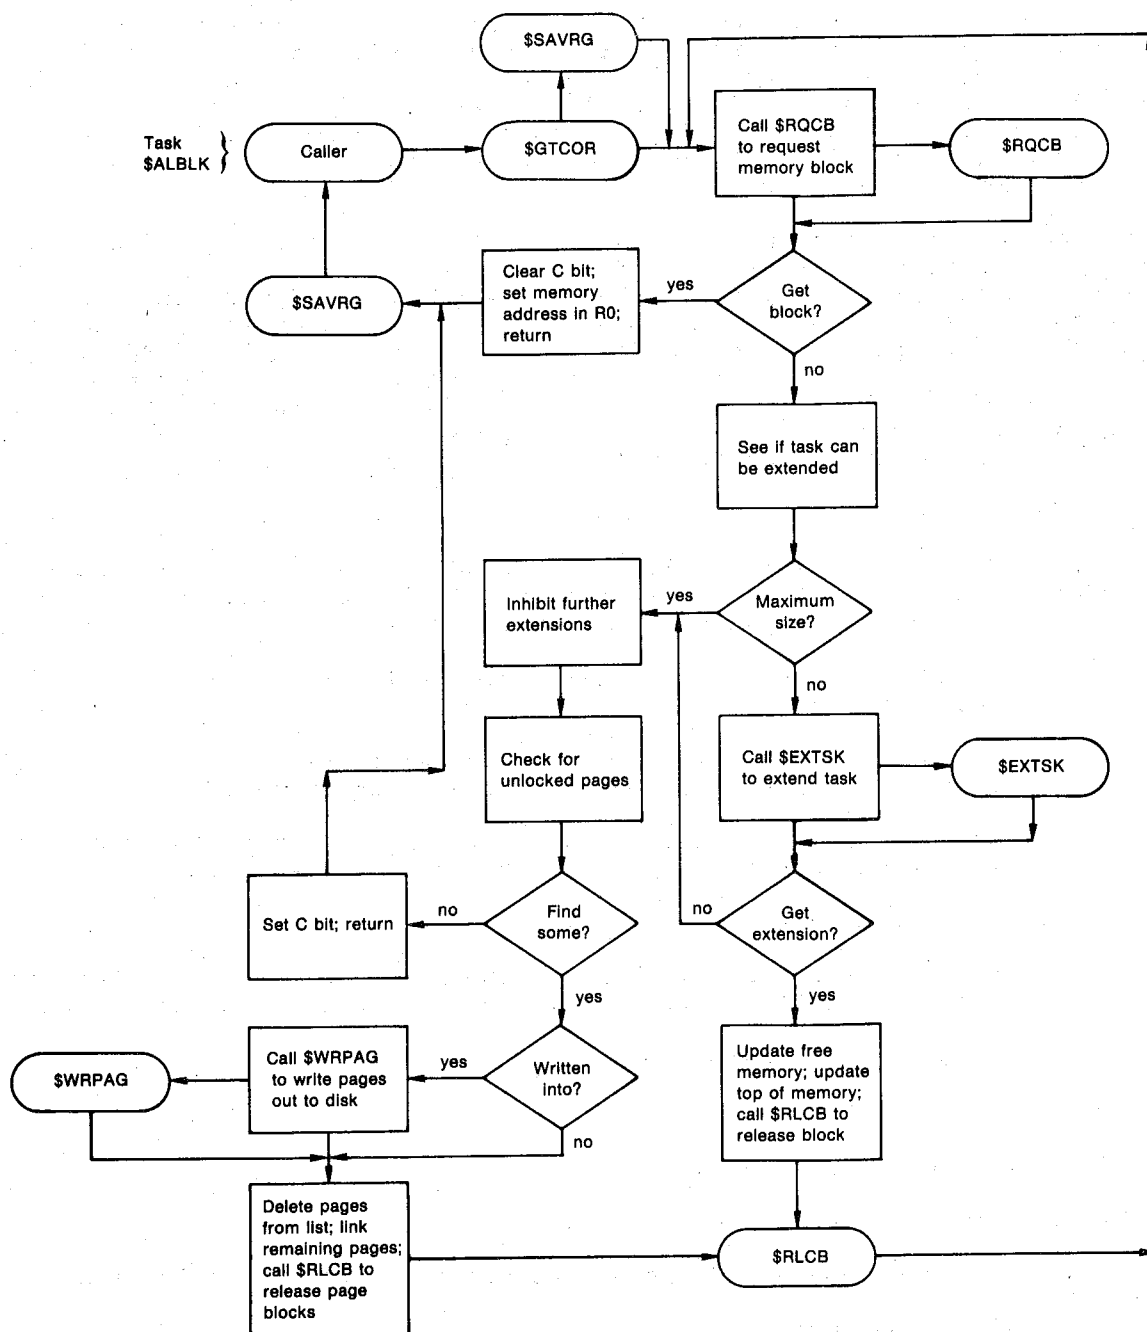 $SAVRG
Task
$ALBLK
Caller
$GTCOR
Call $RQCB
to request
memory block
$RQCB
$SAVRG
Clear C bit;
set memory
address in R0;
return
yes
Get
block?
no
See if task can
be extended
Inhibit further
extensions
yes
Maximum
size?
no
Check for
unlocked pages
Call $EXTSK
to extend task
$EXTSK
Set C bit; return
no
Find
some?
no
Get
extension?
yes
yes
$WRPAG
Call $WRPAG
to write pages
out to disk
yes
Written
into?
no
Update free
memory; update
top of memory;
call $RLCB to
release block
Delete pages
from list; link
remaining pages;
call $RLCB to
release page
blocks
$RLCB